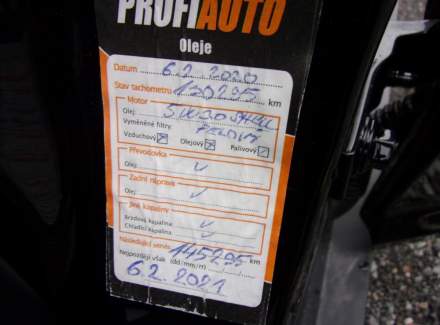 PROFIAUTO
Oleje
Datum 6.2.2020
Stav tachometru 130295 km
Motor
Olej 5W30 SHELL
Vyměněné filtry:
Vzduchový Olejový Palivový
Převodovka
Olej
Zadní náprava
Olej
Jiné kapaliny
Brzdová kapalina
Chladící kapalina
Následující servis 145295 km
Nejpozději však (dd/mm/rr)
6.2.2021